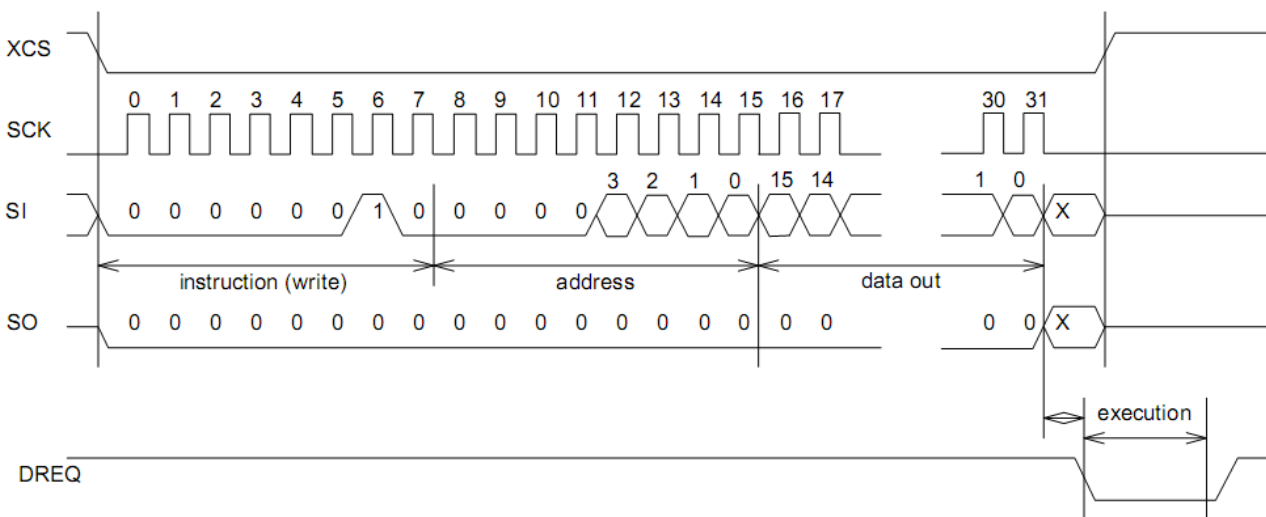 XCS
0 1 2 3 4 5 6 7 8 9 10 11 12 13 14 15 16 17 30 31
SCK
3 2 1 0 15 14 1 0
SI 0 0 0 0 0 0 1 0 0 0 0 0 X
instruction (write) address data out
SO 0 0 0 0 0 0 0 0 0 0 0 0 0 0 0 0 0 0 0 0 X
execution
DREQ